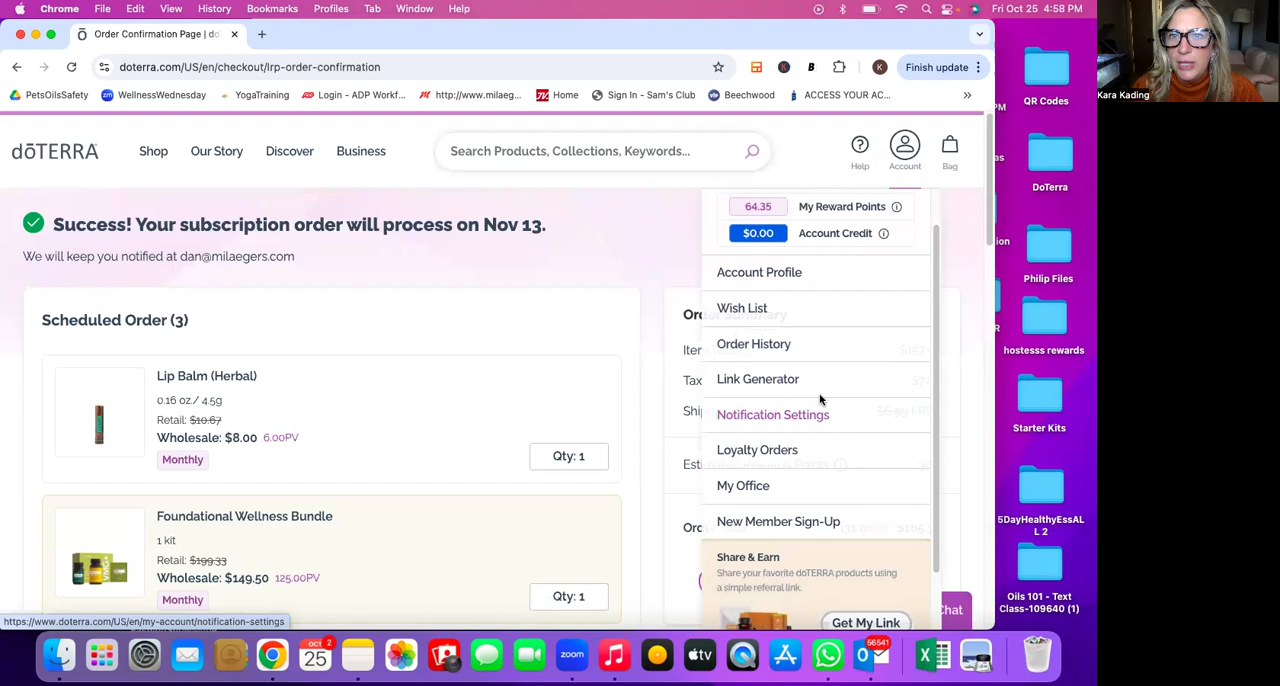 Chrome File Edit View History Bookmarks Profiles Tab Window Help Fri Oct 25 4:58 PM
Order Confirmation Page | do
doterra.com/US/en/checkout/lrp-order-confirmation K Finish update
PetsOilsSafety WellnessWednesday YogaTraining Login - ADP Workf... http://www.milaeg... Home Sign In - Sam's Club Beechwood ACCESS YOUR AC...
dōTERRA Shop Our Story Discover Business Search Products, Collections, Keywords... Help Account Bag
Success! Your subscription order will process on Nov 13.
We will keep you notified at dan@milaegers.com
Scheduled Order (3)
Lip Balm (Herbal)
0.16 oz./ 4.5g
Retail: $10.67
Wholesale: $8.00 6.00PV
Monthly
Qty: 1
Foundational Wellness Bundle
1 kit
Retail: $199.33
Wholesale: $149.50 125.00PV
Monthly
Qty: 1
64.35 My Reward Points
$0.00 Account Credit
Account Profile
Wish List
Order History
Link Generator
Notification Settings
Loyalty Orders
My Office
New Member Sign-Up
Share & Earn
Share your favorite doTERRA products using
a simple referral link.
Get My Link
hat
https://www.doterra.com/US/en/my-account/notification-settings
Kara Kading
QR Codes
DoTerra
Philip Files
hostesss rewards
Starter Kits
5DayHealthyEssAL
L 2
Oils 101 - Text
Class-109640 (1)
OCT
25
2
zoom
tv
56541